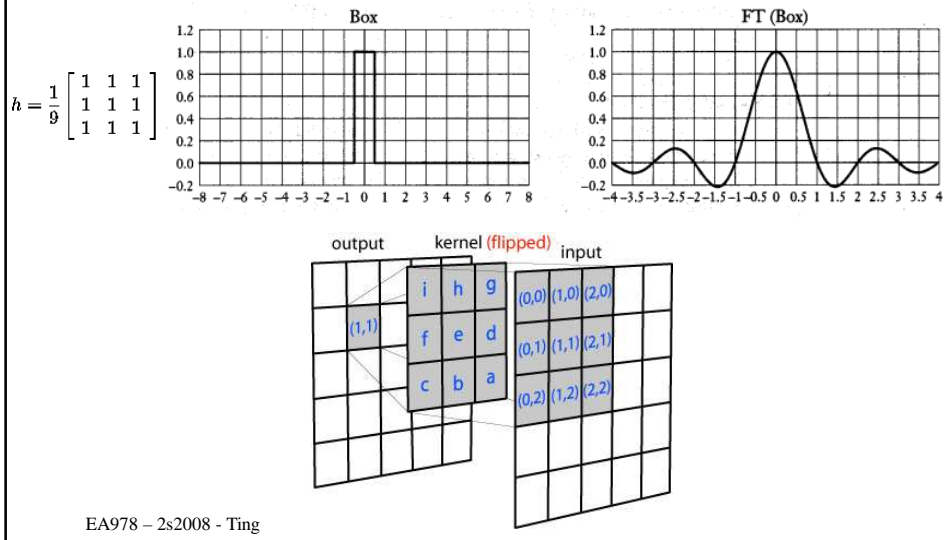 Box
1.2
1.0
0.8
0.6
0.4
0.2
0.0
-0.2
-8 -7 -6 -5 -4 -3 -2 -1 0 1 2 3 4 5 6 7 8
FT (Box)
1.2
1.0
0.8
0.6
0.4
0.2
0.0
-0.2
-4 -3.5 -3 -2.5 -2 -1.5 -1 -0.5 0 0.5 1 1.5 2 2.5 3 3.5 4
h = 1/9 [
1 1 1
1 1 1
1 1 1
]
output
kernel (flipped)
input
(1,1)
i h g
f e d
c b a
(0,0) (1,0) (2,0)
(0,1) (1,1) (2,1)
(0,2) (1,2) (2,2)
EA978 – 2s2008 - Ting